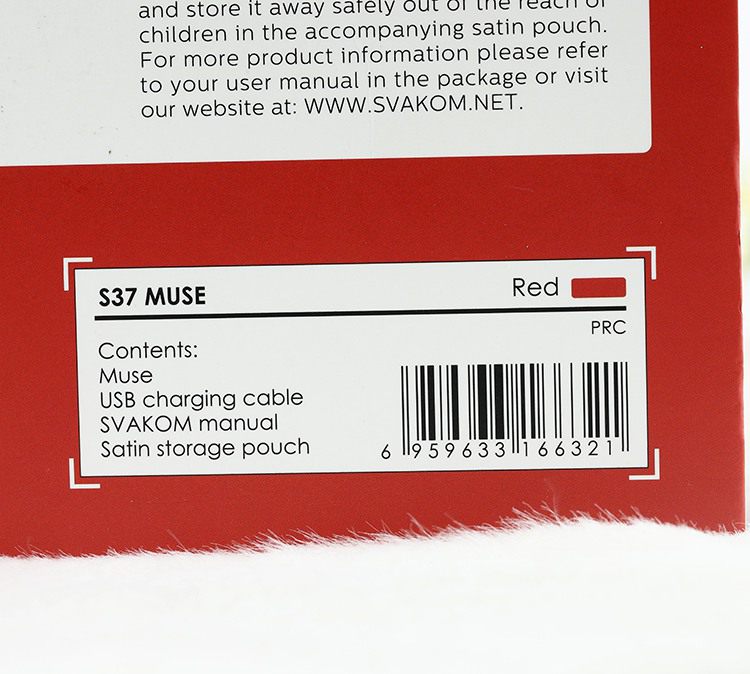 and store it away safely out of the reach of
children in the accompanying satin pouch.
For more product information please refer
to your user manual in the package or visit
our website at: WWW.SVAKOM.NET.
S37 MUSE
Red
PRC
Contents:
Muse
USB charging cable
SVAKOM manual
Satin storage pouch
6 959633 166321